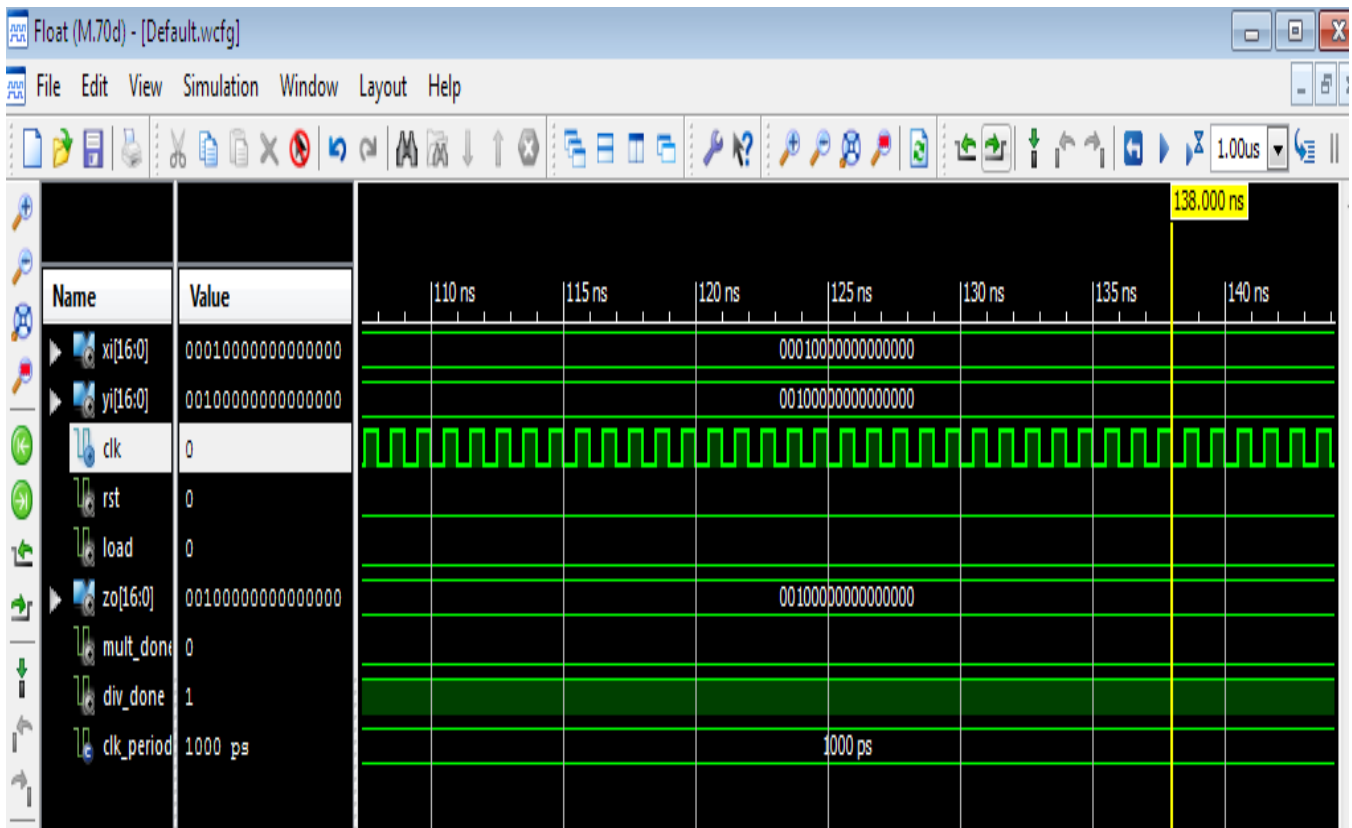 Float (M.70d) - [Default.wcfg]
File Edit View Simulation Window Layout Help
1.00us
138.000 ns
Name Value 110 ns 115 ns 120 ns 125 ns 130 ns 135 ns 140 ns
xi[16:0] 00010000000000000 00010000000000000
yi[16:0] 00100000000000000 00100000000000000
clk 0
rst 0
load 0
zo[16:0] 00100000000000000 00100000000000000
mult_done 0
div_done 1
clk_period 1000 ps 1000 ps